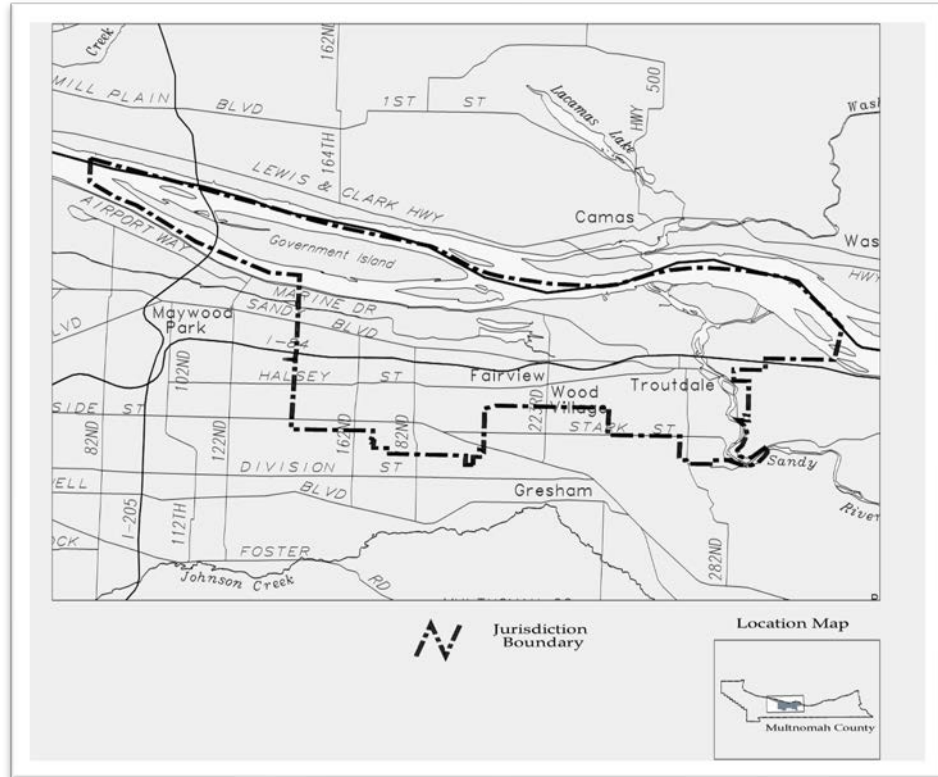 Creek
162ND
MILL PLAIN BLVD
1ST ST
500
HWY
Lacamas
Lake
Was
164TH
LEWIS & CLARK HWY
Camas
Was
HWY
AIRPORT WAY
Government Island
MARINE DR
SAND
BLVD
BLVD
Maywood
Park
I-84
102ND
HALSEY ST
Fairview
Wood
Village
Troutdale
223RD
SIDE ST
82ND
122ND
162ND
182ND
STARK ST
DIVISION ST
Sandy
River
ELL BLVD
Gresham
I-205
112TH
OCK
FOSTER
RD
Johnson Creek
282ND
Jurisdiction
Boundary
Location Map
Multnomah County